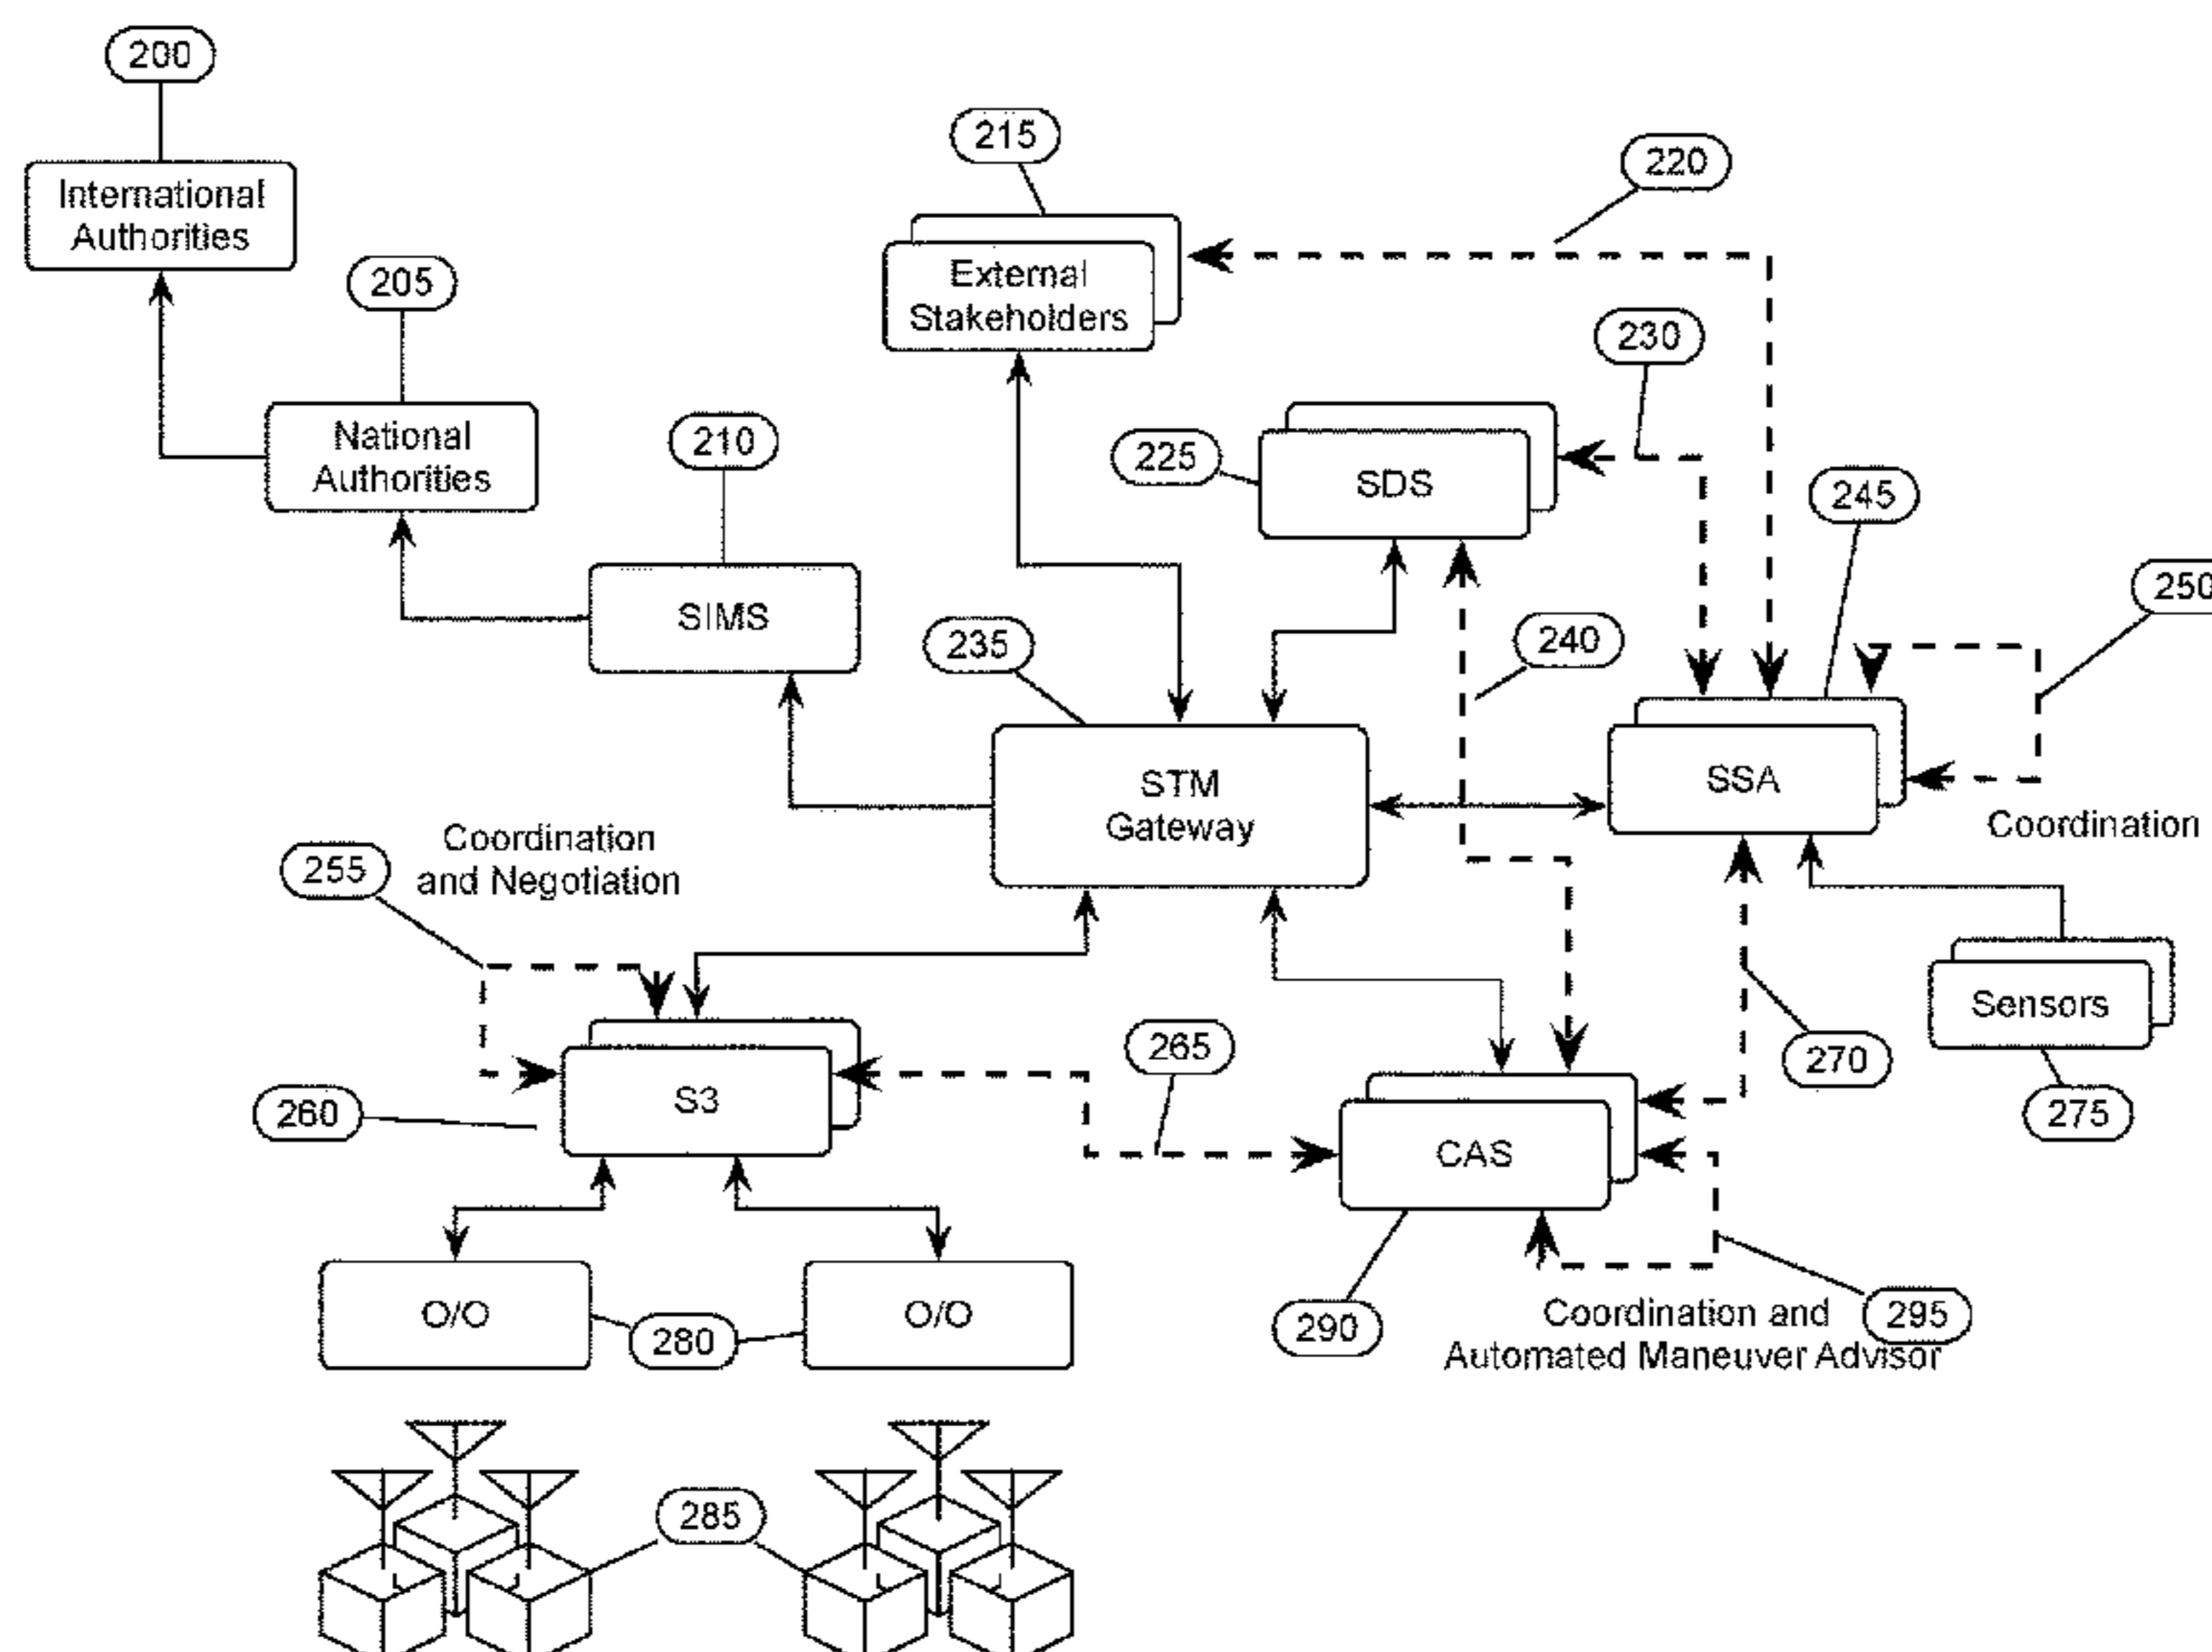 200
International
Authorities
205
National
Authorities
210
SIMS
215
External
Stakeholders
220
230
225
SDS
245
250
235
240
STM
Gateway
SSA
Coordination
255
Coordination
and Negotiation
265
270
Sensors
275
260
S3
CAS
O/O
280
O/O
290
Coordination and
Automated Maneuver Advisor
295
285